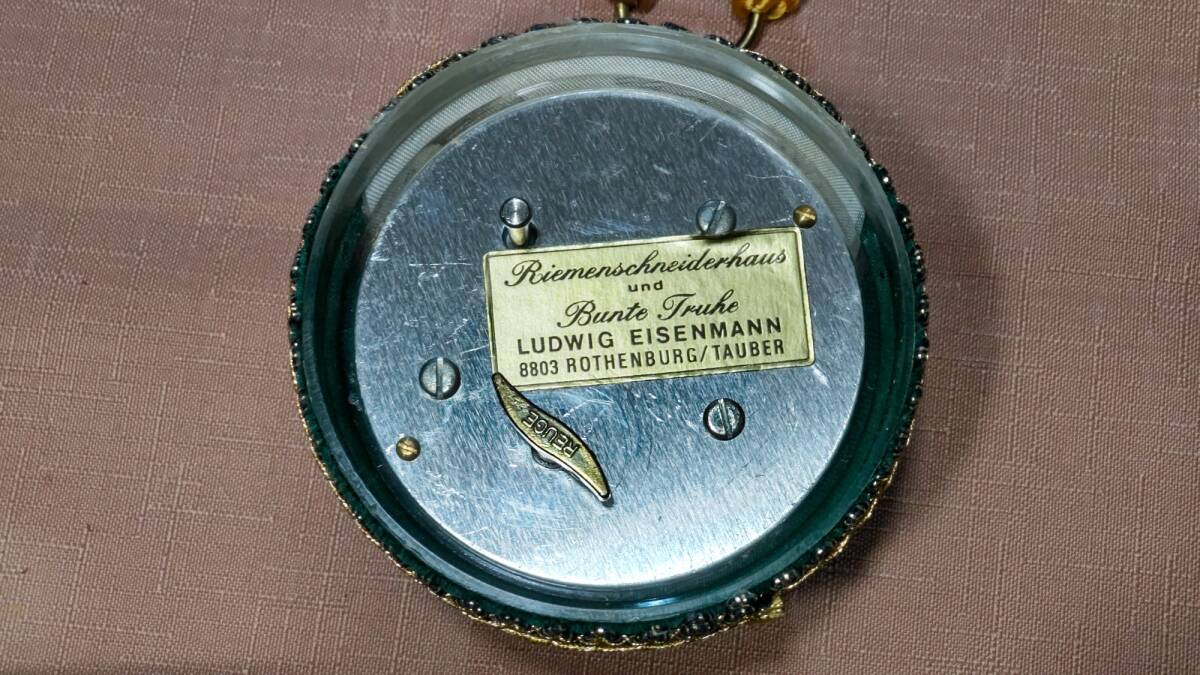 Riemenschneiderhaus
und
Bunte Truhe
LUDWIG EISENMANN
8803 ROTHENBURG/TAUBER
REUGE